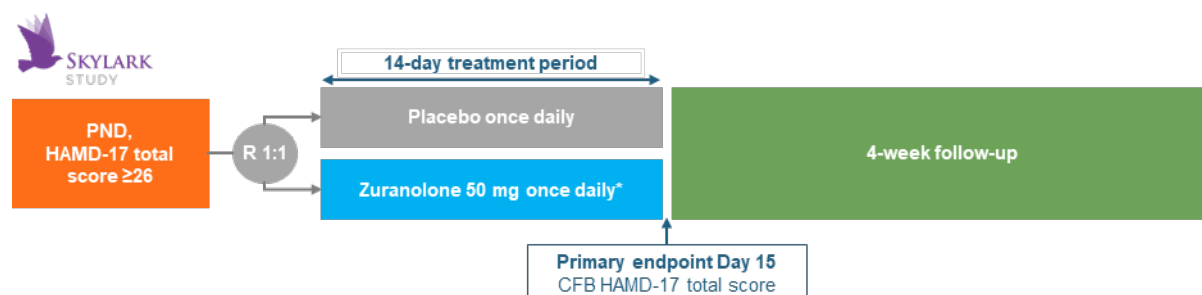 SKYLARK
STUDY
14-day treatment period
PND,
HAMD-17 total
score ≥26
R 1:1
Placebo once daily
Zuranolone 50 mg once daily*
4-week follow-up
Primary endpoint Day 15
CFB HAMD-17 total score